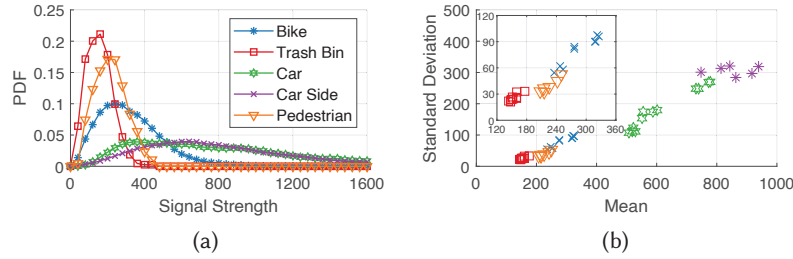 0.25
0.2
0.15
0.1
0.05
0
PDF
0 400 800 1200 1600
Signal Strength
Bike
Trash Bin
Car
Car Side
Pedestrian
(a)
500
400
300
200
100
0
Standard Deviation
120
90
60
30
0
120 180 240 300 360
0 200 400 600 800 1000
Mean
(b)